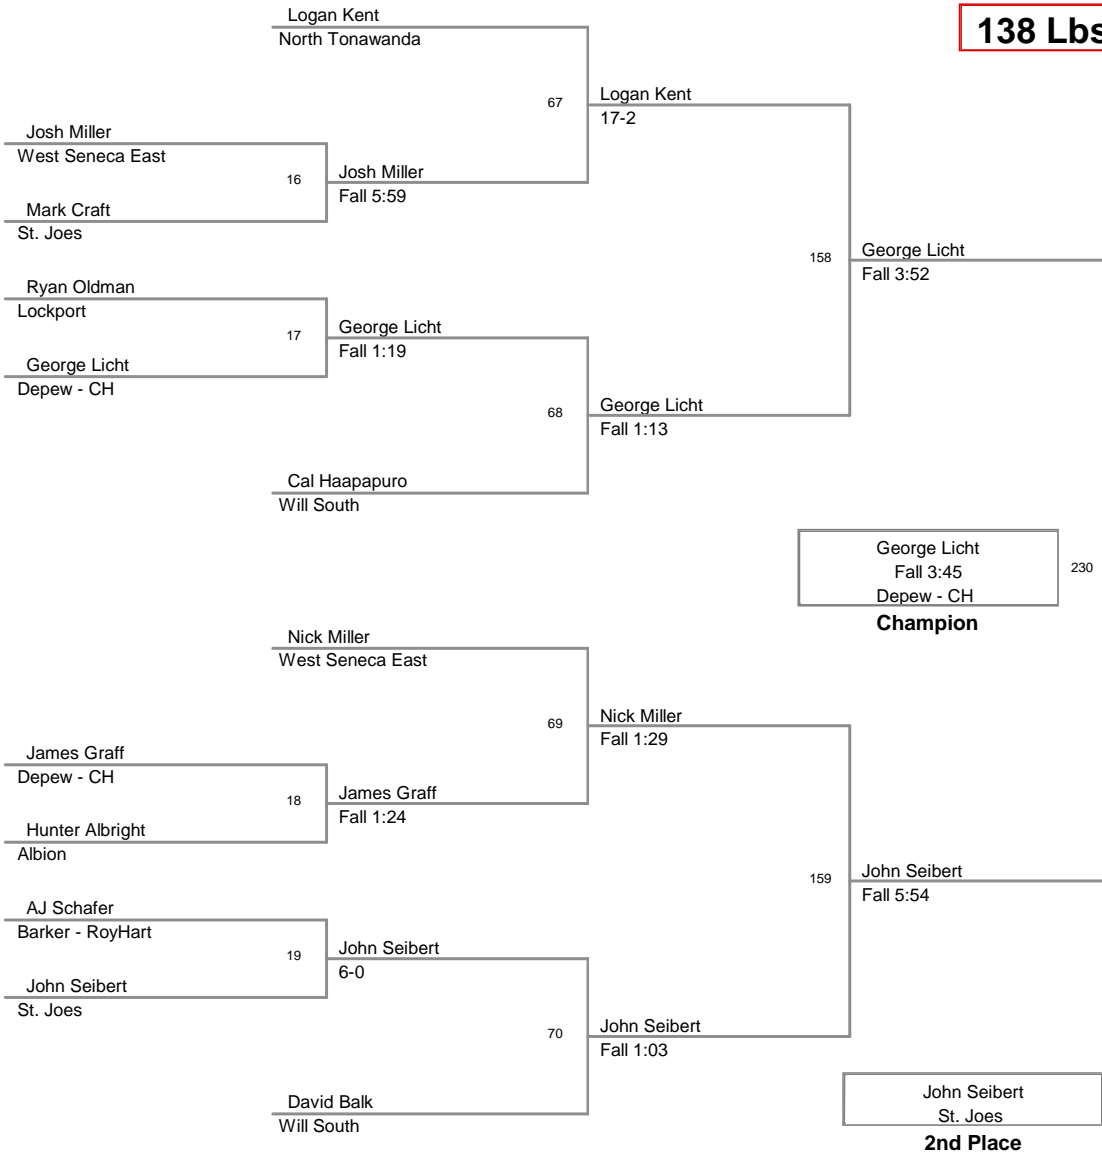 Logan Kent
North Tonawanda
138 Lbs
67
Logan Kent
17-2
Josh Miller
West Seneca East
16
Josh Miller
Fall 5:59
Mark Craft
St. Joes
158
George Licht
Fall 3:52
Ryan Oldman
Lockport
17
George Licht
Fall 1:19
George Licht
Depew - CH
68
George Licht
Fall 1:13
Cal Haapapuro
Will South
George Licht
Fall 3:45
Depew - CH
230
Champion
Nick Miller
West Seneca East
69
Nick Miller
Fall 1:29
James Graff
Depew - CH
18
James Graff
Fall 1:24
Hunter Albright
Albion
159
John Seibert
Fall 5:54
AJ Schafer
Barker - RoyHart
19
John Seibert
6-0
John Seibert
St. Joes
70
John Seibert
Fall 1:03
David Balk
Will South
John Seibert
St. Joes
2nd Place